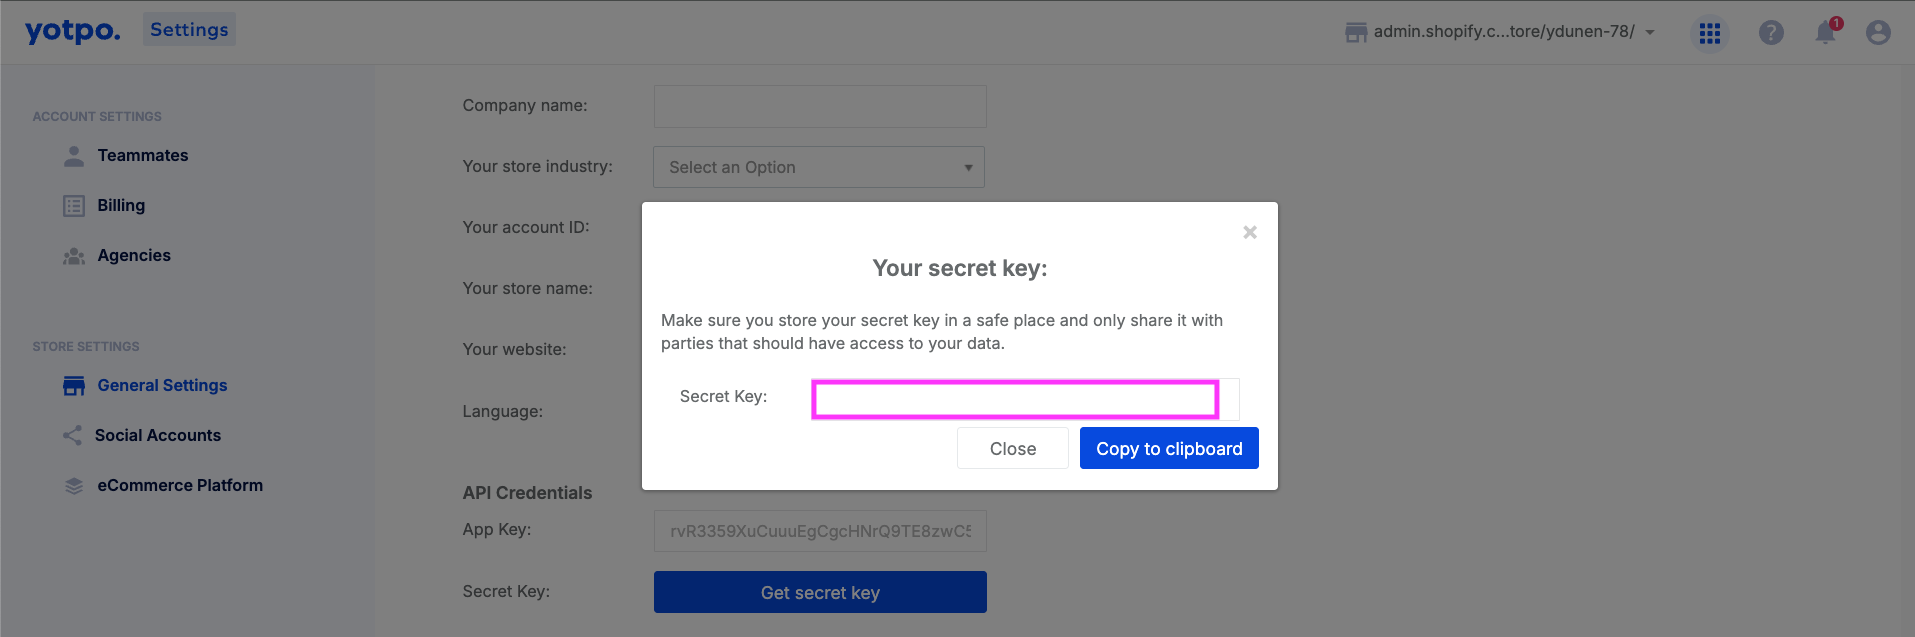 yotpo.
Settings
admin.shopify.c...tore/ydunen-78/
?
1
ACCOUNT SETTINGS
Teammates
Billing
Agencies
STORE SETTINGS
General Settings
Social Accounts
eCommerce Platform
Company name:
Your store industry:
Select an Option
Your account ID:
Your store name:
Your website:
Language:
Your secret key:
Make sure you store your secret key in a safe place and only share it with
parties that should have access to your data.
Secret Key:
Close
Copy to clipboard
API Credentials
App Key:
rvR3359XuCuuuEgCgcHNrQ9TE8zwC5
Secret Key:
Get secret key